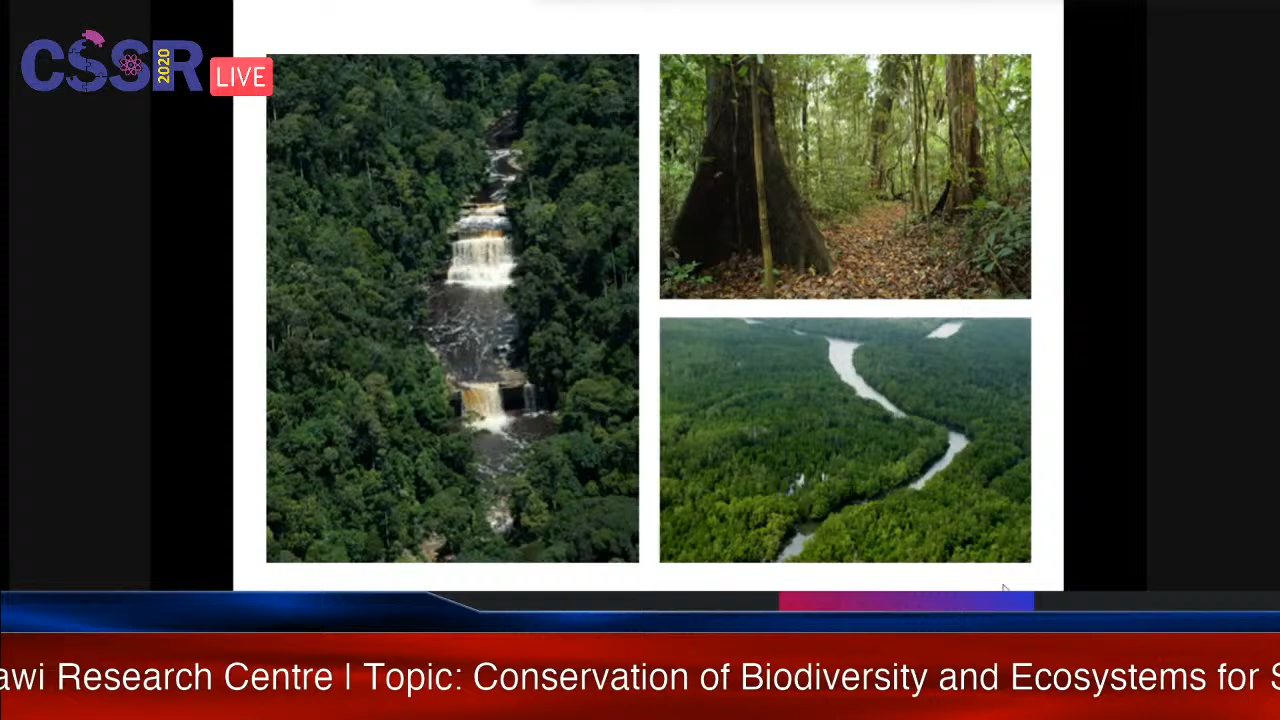 CSSR
2020
LIVE
awi Research Centre | Topic: Conservation of Biodiversity and Ecosystems for S